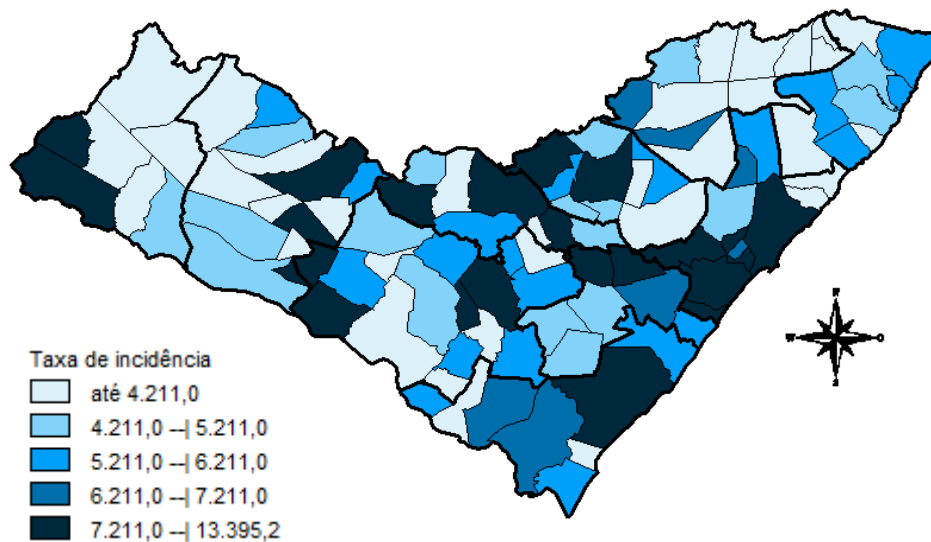 Taxa de incidência
até 4.211,0
4.211,0 --| 5.211,0
5.211,0 --| 6.211,0
6.211,0 --| 7.211,0
7.211,0 --| 13.395,2